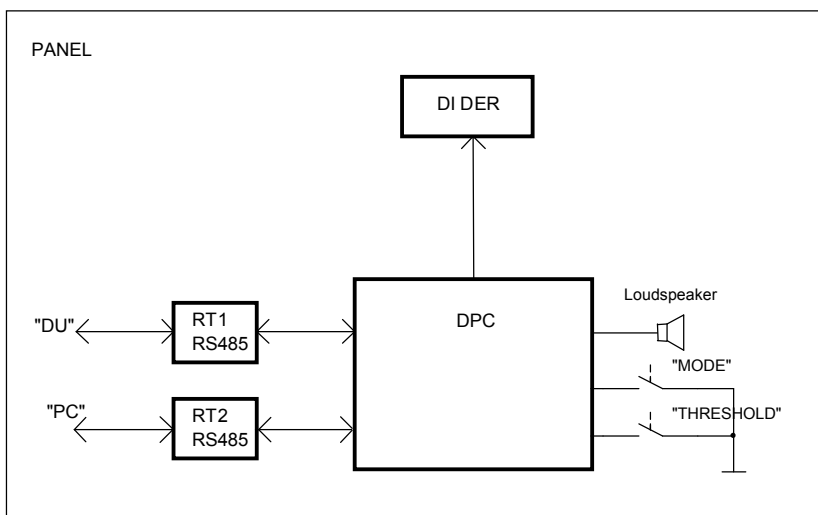 PANEL
DI DER
Loudspeaker
"DU"
RT1
RS485
DPC
"MODE"
"PC"
RT2
RS485
"THRESHOLD"